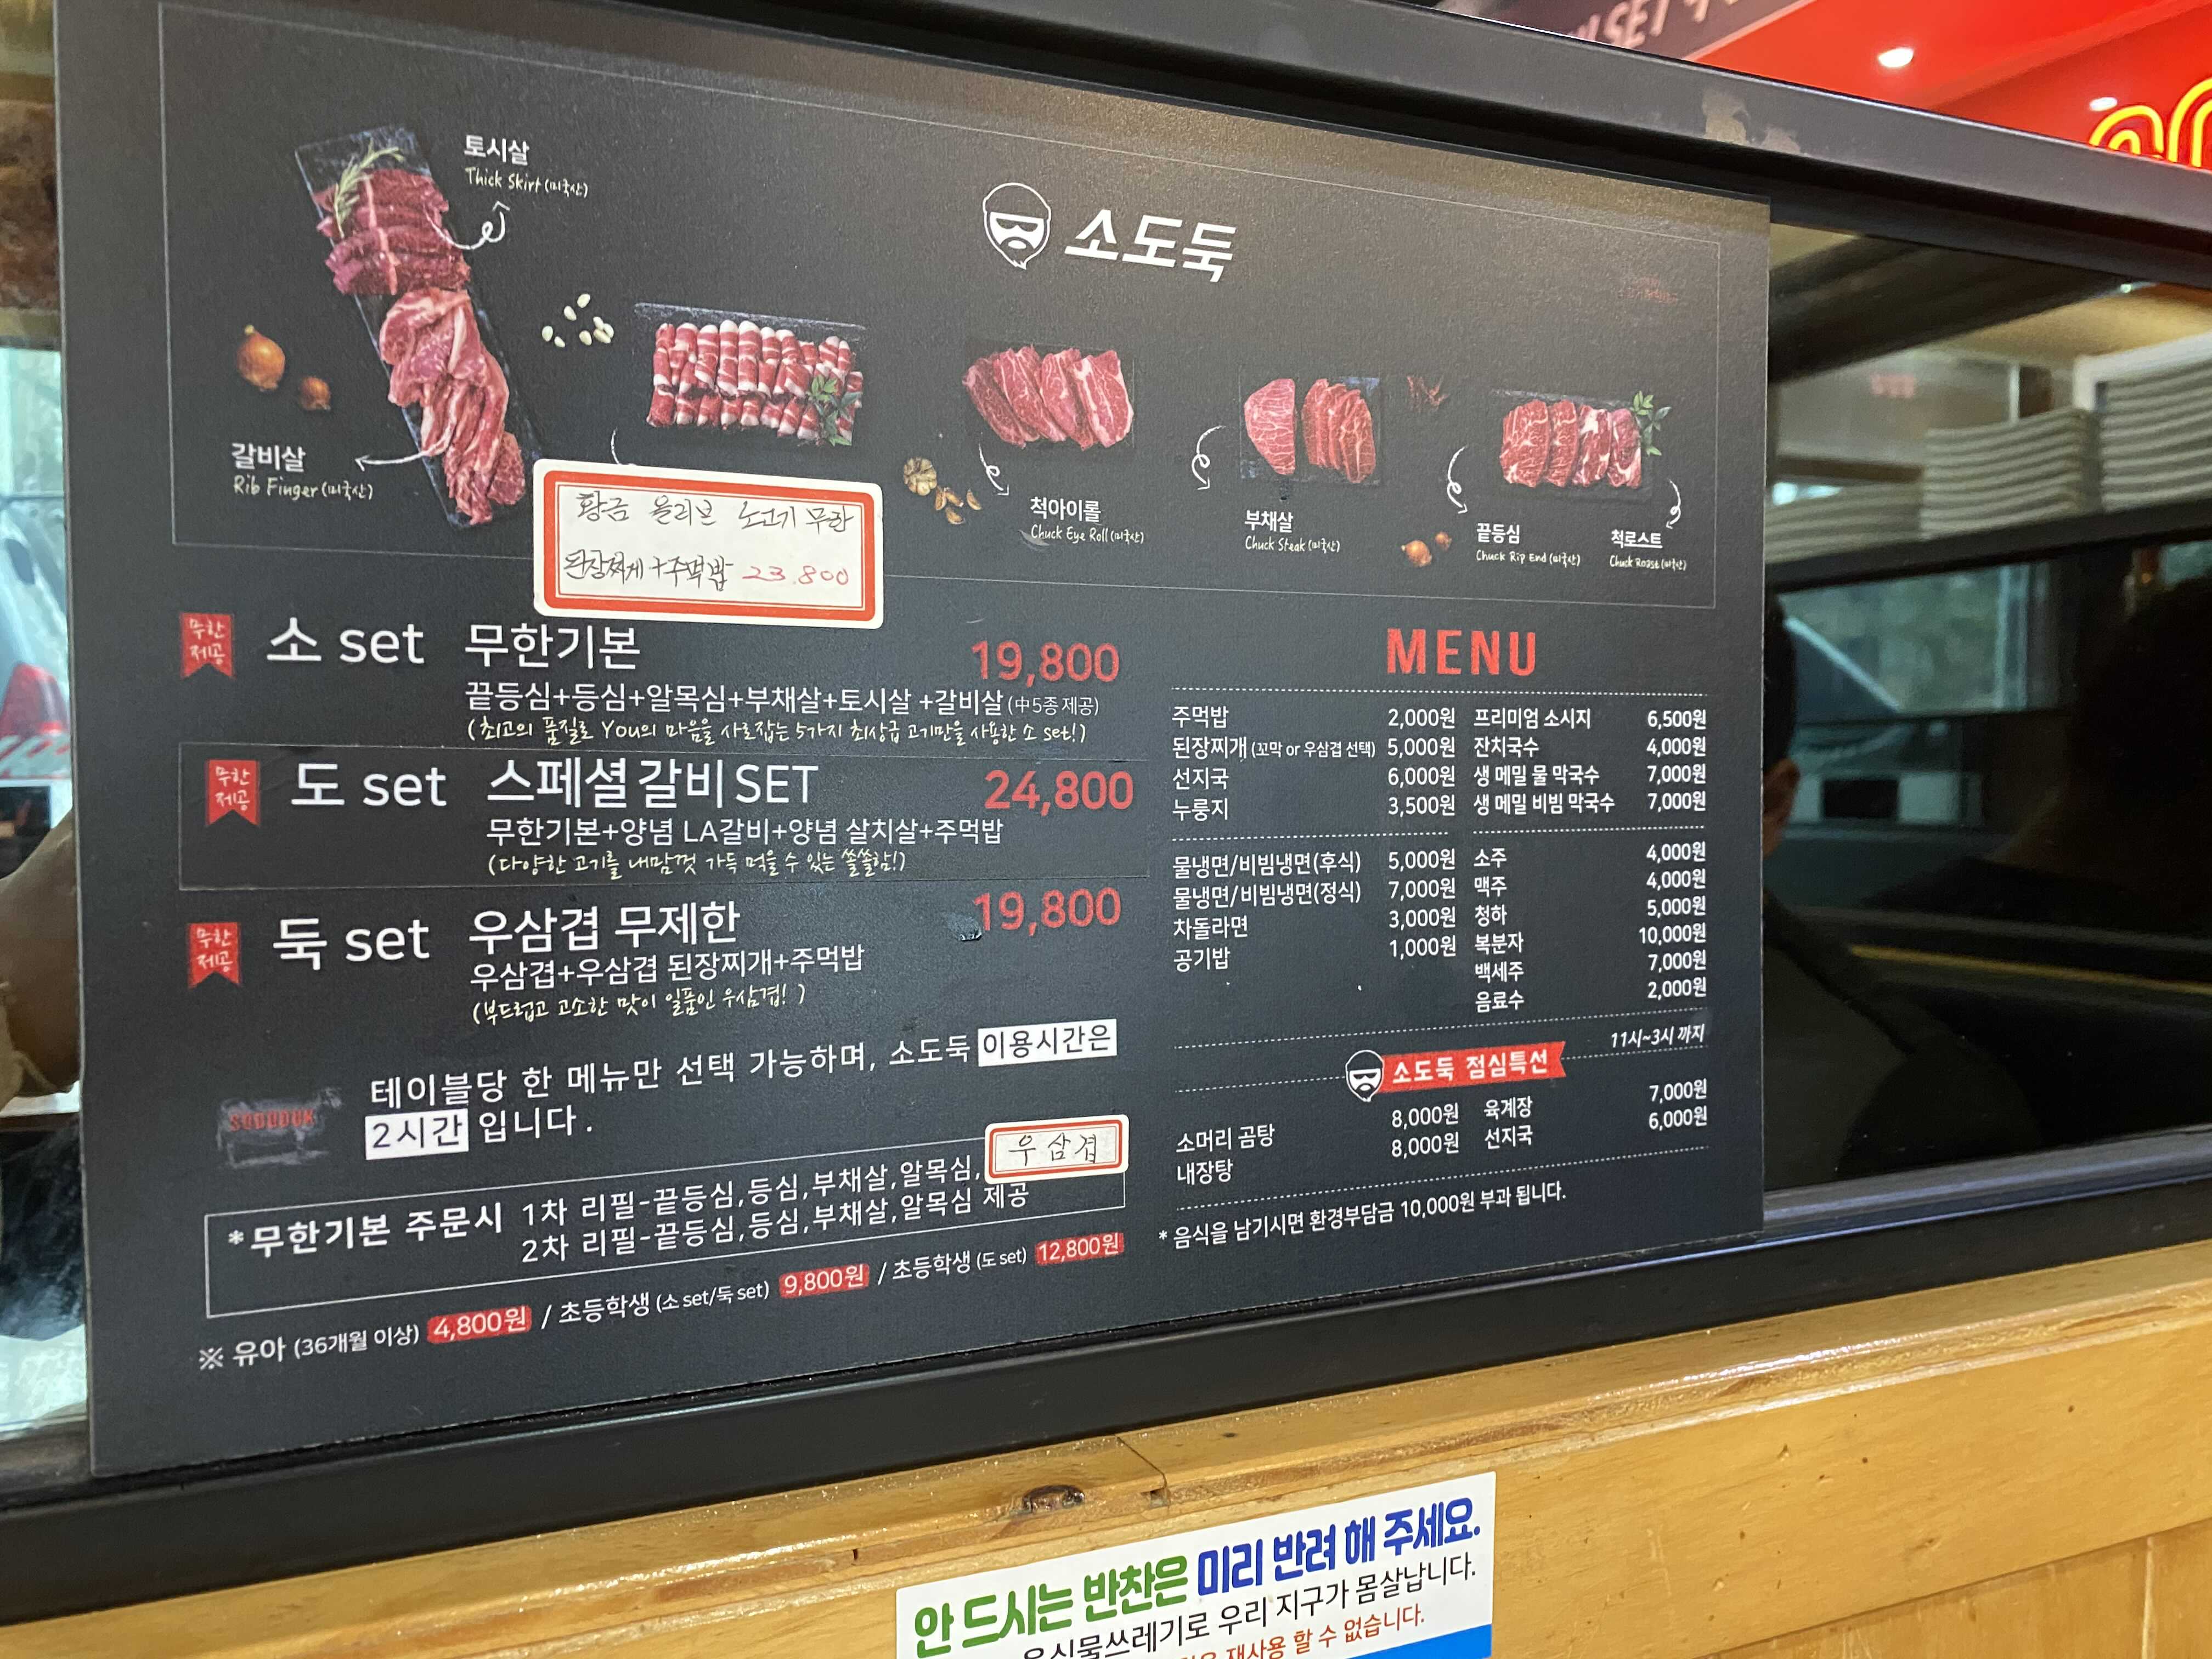 토시살
Thick Skirt (미국산)
소도둑
갈비살
Rib Finger (미국산)
척아이롤
Chuck Eye Roll (미국산)
부채살
Chuck Steak (미국산)
끝등심
Chuck Rip End (미국산)
척로스트
Chuck Roast (미국산)
황금 올리브 소고기 무한
된장찌게+주먹밥 23.800
무한
제공
소 set 무한기본 19,800
끝등심+등심+알목심+부채살+토시살 +갈비살 (中5종 제공)
(최고의 품질로 You의 마음을 사로잡는 5가지 최상급 고기만을 사용한 소 set!)
무한
제공
도 set 스페셜 갈비 SET 24,800
무한기본+양념 LA갈비+양념 살치살+주먹밥
(다양한 고기를 내맘껏 가득 먹을 수 있는 쏠쏠함!)
무한
제공
둑 set 우삼겹 무제한 19,800
우삼겹+우삼겹 된장찌개+주먹밥
(부드럽고 고소한 맛이 일품인 우삼겹! )
SODODUK
테이블당 한 메뉴만 선택 가능하며, 소도둑 이용시간은
2시간 입니다.
*무한기본 주문시 1차 리필-끝등심,등심,부채살,알목심, 우삼겹
2차 리필-끝등심,등심,부채살,알목심 제공
※ 유아 (36개월 이상) 4,800원 / 초등학생 (소 set/둑 set) 9,800원 / 초등학생 (도 set) 12,800원
MENU
주먹밥 2,000원
된장찌개 (꼬막 or 우삼겹 선택) 5,000원
선지국 6,000원
누룽지 3,500원
프리미엄 소시지 6,500원
잔치국수 4,000원
생 메밀 물 막국수 7,000원
생 메밀 비빔 막국수 7,000원
물냉면/비빔냉면(후식) 5,000원
물냉면/비빔냉면(정식) 7,000원
차돌라면 3,000원
공기밥 1,000원
소주 4,000원
맥주 4,000원
청하 5,000원
복분자 10,000원
백세주 7,000원
음료수 2,000원
11시~3시 까지
소도둑 점심특선
소머리 곰탕 8,000원
내장탕 8,000원
육계장 7,000원
선지국 6,000원
* 음식을 남기시면 환경부담금 10,000원 부과 됩니다.
안 드시는 반찬은 미리 반려 해 주세요.
음식물쓰레기로 우리 지구가 몸살납니다.
재사용 할 수 없습니다.
SET